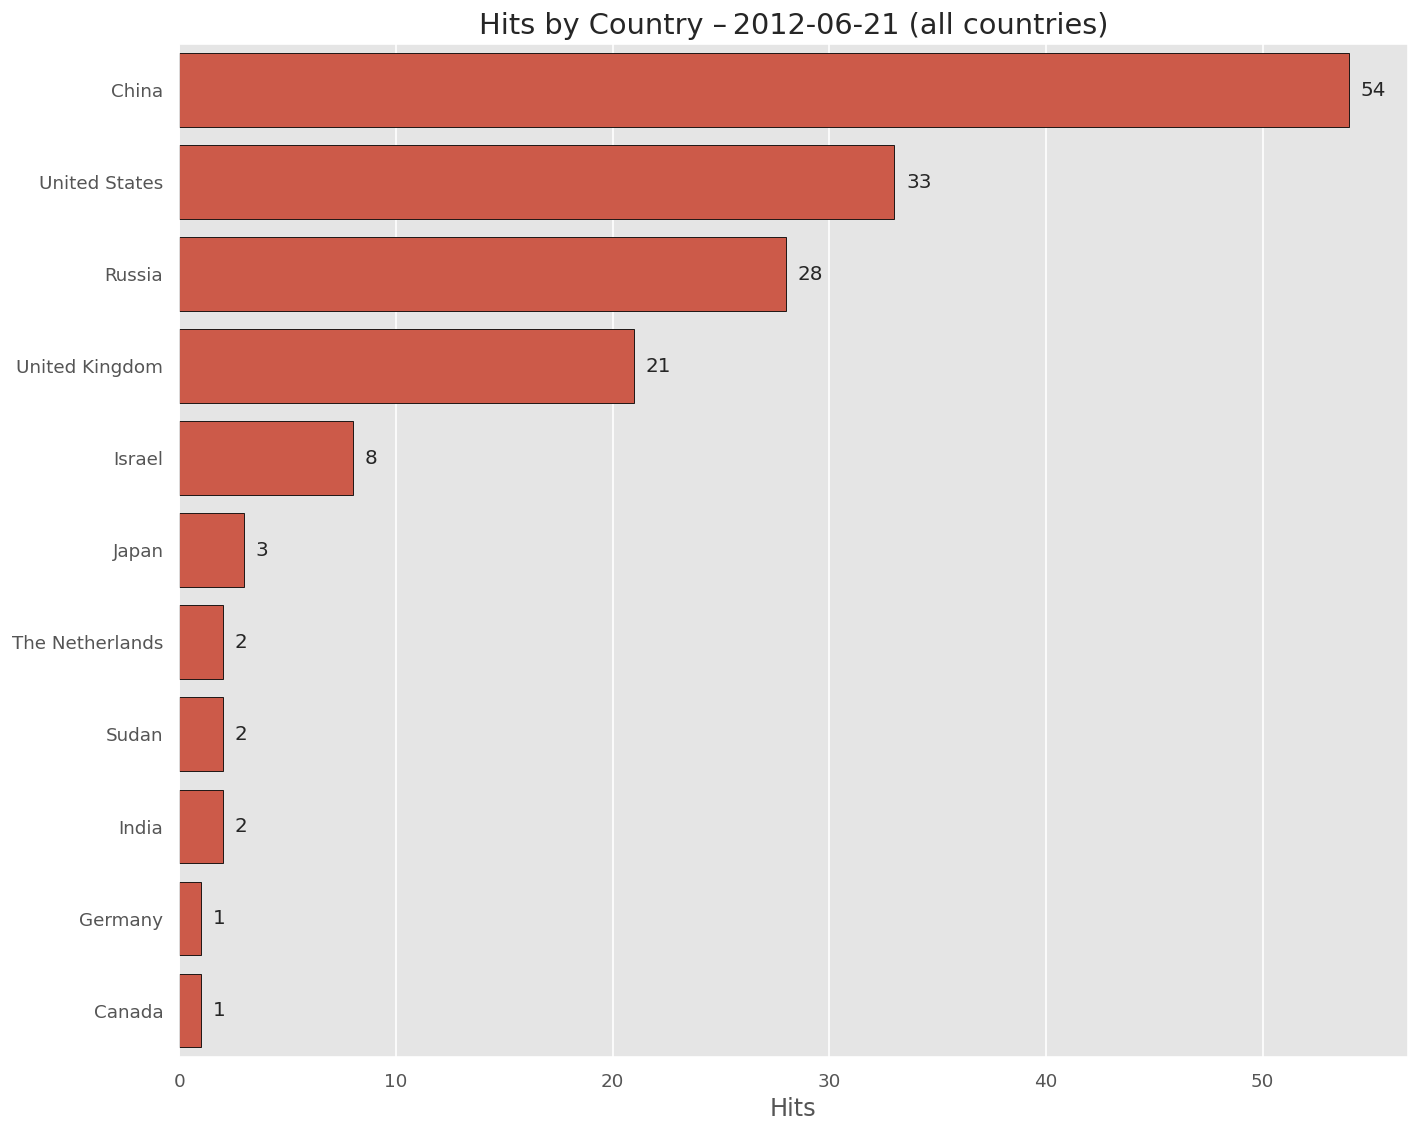 Hits by Country – 2012-06-21 (all countries)
China 54
United States 33
Russia 28
United Kingdom 21
Israel 8
Japan 3
The Netherlands 2
Sudan 2
India 2
Germany 1
Canada 1
0 10 20 30 40 50
Hits